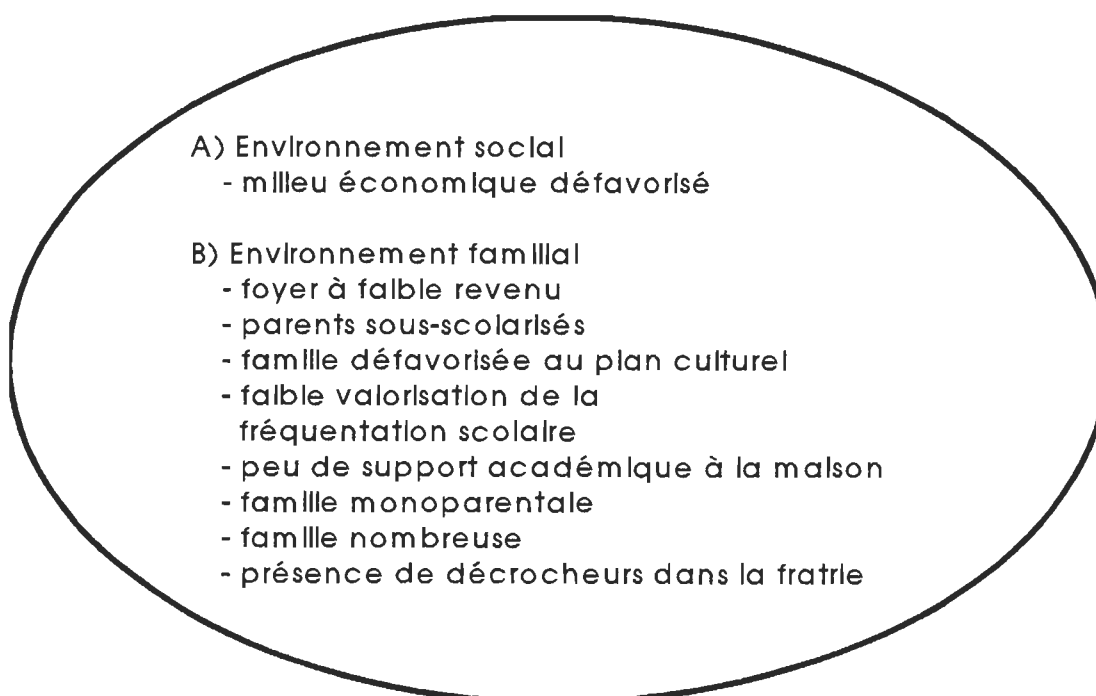 A) Environnement social
- milieu économique défavorisé
B) Environnement familial
- foyer à faible revenu
- parents sous-scolarisés
- famille défavorisée au plan culturel
- faible valorisation de la
fréquentation scolaire
- peu de support académique à la maison
- famille monoparentale
- famille nombreuse
- présence de décrocheurs dans la fratrie